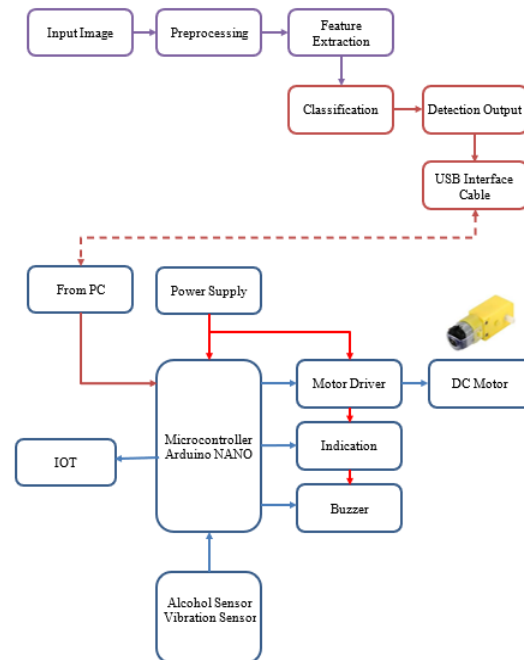 Input Image
Preprocessing
Feature
Extraction
Classification
Detection Output
USB Interface
Cable
From PC
Power Supply
Microcontroller
Arduino NANO
Motor Driver
DC Motor
Indication
IOT
Buzzer
Alcohol Sensor
Vibration Sensor